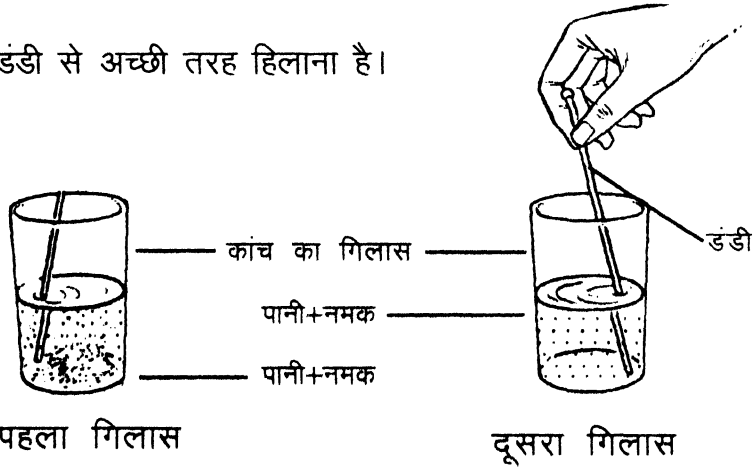 डंडी से अच्छी तरह हिलाना है।
कांच का गिलास
डंडी
पानी+नमक
पानी+नमक
पहला गिलास
दूसरा गिलास